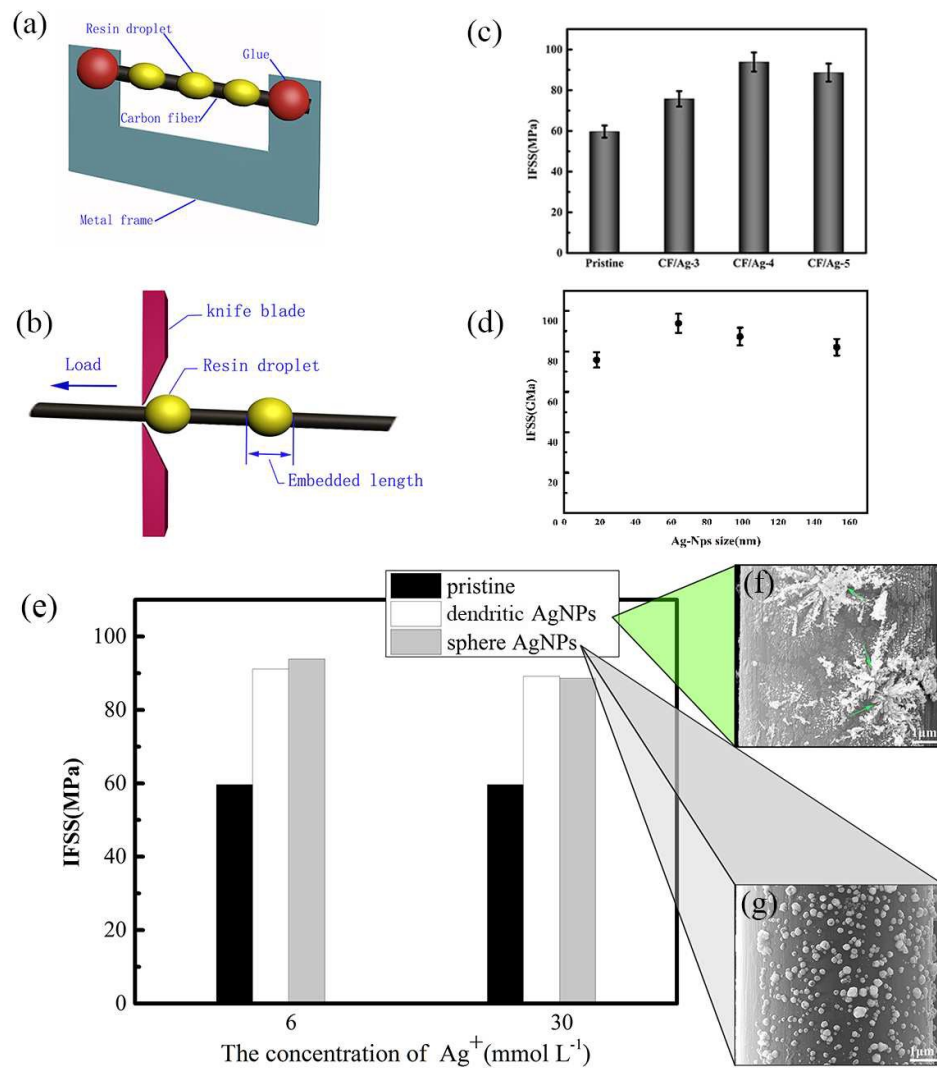 (a)
Resin droplet
Glue
Carbon fiber
Metal frame
(b)
knife blade
Load
Resin droplet
Embedded length
(c)
IFSS(MPa)
100
80
60
40
20
0
Pristine CF/Ag-3 CF/Ag-4 CF/Ag-5
(d)
IFSS(GMa)
100
80
60
40
20
0
0 20 40 60 80 100 120 140 160
Ag-Nps size(nm)
(e)
pristine
dendritic AgNPs
sphere AgNPs
IFSS(MPa)
100
80
60
40
20
0
6 30
The concentration of Ag⁺(mmol L⁻¹)
(f)
1μm
(g)
1μm